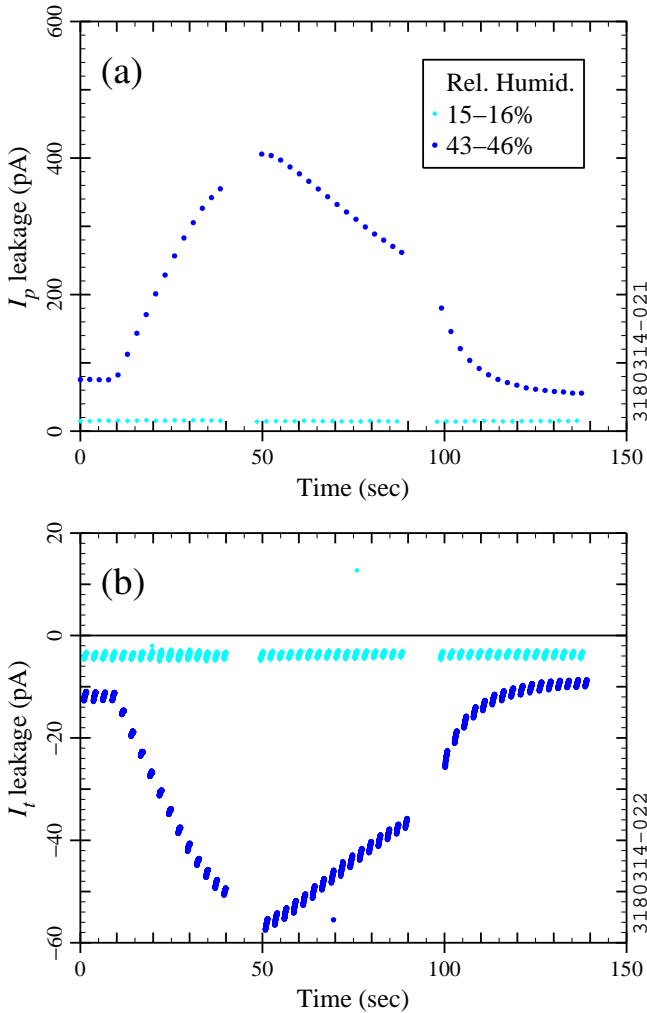 600
400
200
0
I_p leakage (pA)
(a)
Rel. Humid.
15–16%
43–46%
3180314-021
0 50 100 150
Time (sec)
20
0
−20
−40
−60
I_t leakage (pA)
(b)
3180314-022
0 50 100 150
Time (sec)